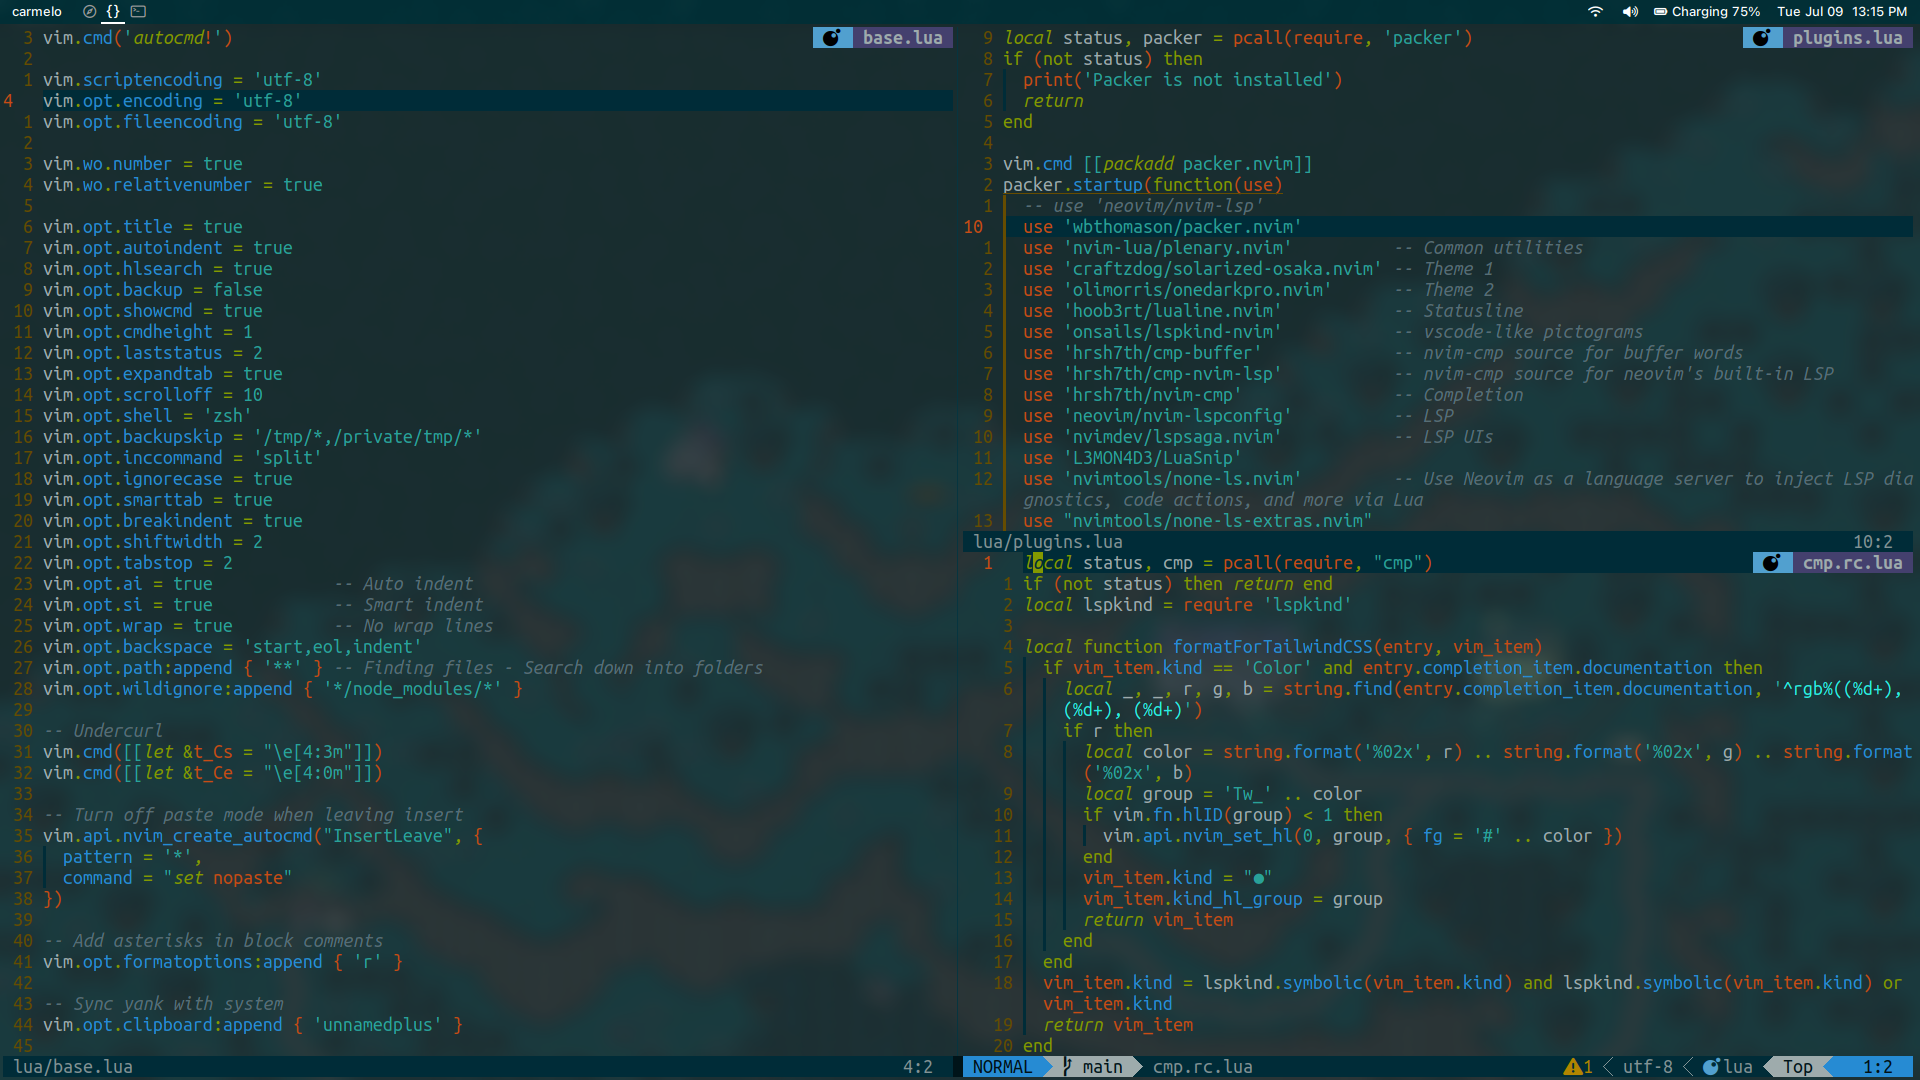 carmelo {} Charging 75% Tue Jul 09 13:15 PM
base.lua
3 vim.cmd('autocmd!')
2
1 vim.scriptencoding = 'utf-8'
4 vim.opt.encoding = 'utf-8'
1 vim.opt.fileencoding = 'utf-8'
2
3 vim.wo.number = true
4 vim.wo.relativenumber = true
5
6 vim.opt.title = true
7 vim.opt.autoindent = true
8 vim.opt.hlsearch = true
9 vim.opt.backup = false
10 vim.opt.showcmd = true
11 vim.opt.cmdheight = 1
12 vim.opt.laststatus = 2
13 vim.opt.expandtab = true
14 vim.opt.scrolloff = 10
15 vim.opt.shell = 'zsh'
16 vim.opt.backupskip = '/tmp/*,/private/tmp/*'
17 vim.opt.inccommand = 'split'
18 vim.opt.ignorecase = true
19 vim.opt.smarttab = true
20 vim.opt.breakindent = true
21 vim.opt.shiftwidth = 2
22 vim.opt.tabstop = 2
23 vim.opt.ai = true -- Auto indent
24 vim.opt.si = true -- Smart indent
25 vim.opt.wrap = true -- No wrap lines
26 vim.opt.backspace = 'start,eol,indent'
27 vim.opt.path:append { '**' } -- Finding files - Search down into folders
28 vim.opt.wildignore:append { '*/node_modules/*' }
29
30 -- Undercurl
31 vim.cmd([[let &t_Cs = "\e[4:3m"]])
32 vim.cmd([[let &t_Ce = "\e[4:0m"]])
33
34 -- Turn off paste mode when leaving insert
35 vim.api.nvim_create_autocmd("InsertLeave", {
36 pattern = '*',
37 command = "set nopaste"
38 })
39
40 -- Add asterisks in block comments
41 vim.opt.formatoptions:append { 'r' }
42
43 -- Sync yank with system
44 vim.opt.clipboard:append { 'unnamedplus' }
45
lua/base.lua 4:2
plugins.lua
9 local status, packer = pcall(require, 'packer')
8 if (not status) then
7 print('Packer is not installed')
6 return
5 end
4
3 vim.cmd [[packadd packer.nvim]]
2 packer.startup(function(use)
1 -- use 'neovim/nvim-lsp'
10 use 'wbthomason/packer.nvim'
1 use 'nvim-lua/plenary.nvim' -- Common utilities
2 use 'craftzdog/solarized-osaka.nvim' -- Theme 1
3 use 'olimorris/onedarkpro.nvim' -- Theme 2
4 use 'hoob3rt/lualine.nvim' -- Statusline
5 use 'onsails/lspkind-nvim' -- vscode-like pictograms
6 use 'hrsh7th/cmp-buffer' -- nvim-cmp source for buffer words
7 use 'hrsh7th/cmp-nvim-lsp' -- nvim-cmp source for neovim's built-in LSP
8 use 'hrsh7th/nvim-cmp' -- Completion
9 use 'neovim/nvim-lspconfig' -- LSP
10 use 'nvimdev/lspsaga.nvim' -- LSP UIs
11 use 'L3MON4D3/LuaSnip'
12 use 'nvimtools/none-ls.nvim' -- Use Neovim as a language server to inject LSP dia
gnostics, code actions, and more via Lua
13 use "nvimtools/none-ls-extras.nvim"
lua/plugins.lua 10:2
cmp.rc.lua
1 local status, cmp = pcall(require, "cmp")
1 if (not status) then return end
2 local lspkind = require 'lspkind'
3
4 local function formatForTailwindCSS(entry, vim_item)
5 if vim_item.kind == 'Color' and entry.completion_item.documentation then
6 local _, _, r, g, b = string.find(entry.completion_item.documentation, '^rgb%((%d+),
(%d+), (%d+)')
7 if r then
8 local color = string.format('%02x', r) .. string.format('%02x', g) .. string.format
('%02x', b)
9 local group = 'Tw_' .. color
10 if vim.fn.hlID(group) < 1 then
11 vim.api.nvim_set_hl(0, group, { fg = '#' .. color })
12 end
13 vim_item.kind = "●"
14 vim_item.kind_hl_group = group
15 return vim_item
16 end
17 end
18 vim_item.kind = lspkind.symbolic(vim_item.kind) and lspkind.symbolic(vim_item.kind) or
vim_item.kind
19 return vim_item
20 end
NORMAL main cmp.rc.lua 1 utf-8 lua Top 1:2